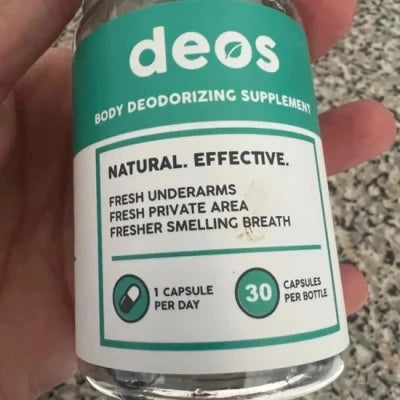 deos
BODY DEODORIZING SUPPLEMENT
NATURAL. EFFECTIVE.
FRESH UNDERARMS
FRESH PRIVATE AREA
FRESHER SMELLING BREATH
1 CAPSULE
PER DAY
30
CAPSULES
PER BOTTLE